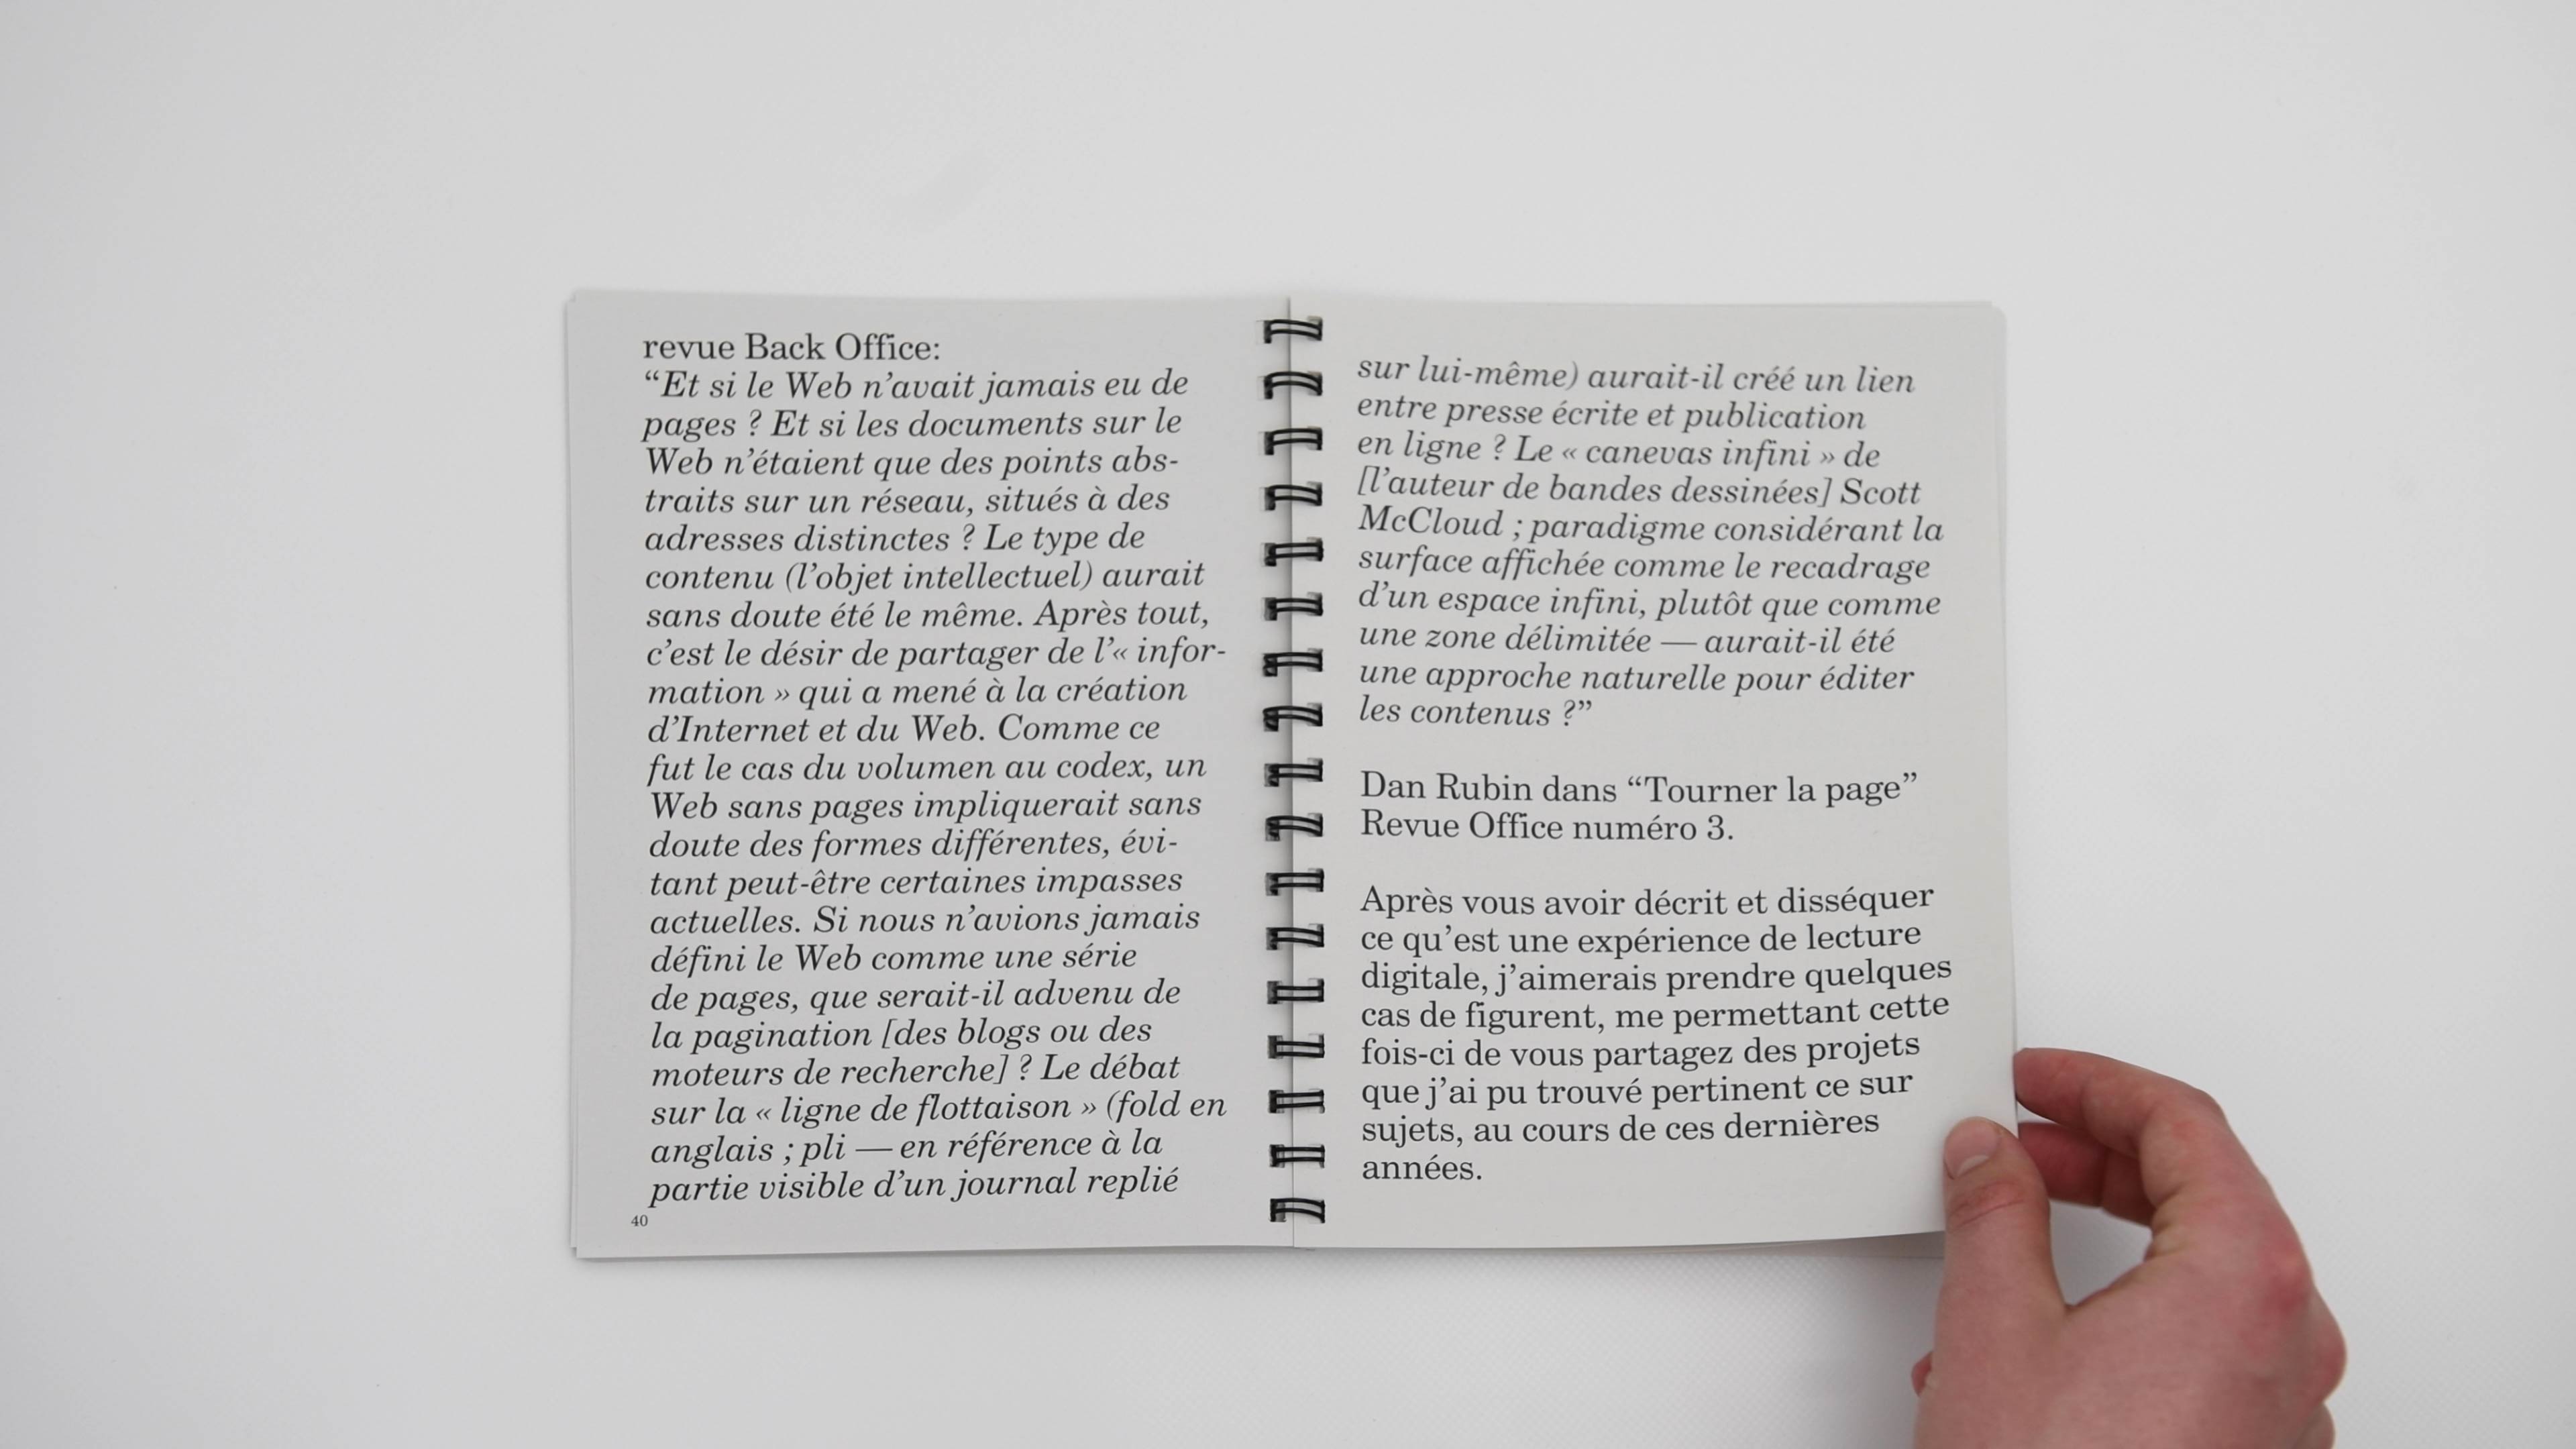 revue Back Office:
“Et si le Web n’avait jamais eu de
pages ? Et si les documents sur le
Web n’étaient que des points abs-
traits sur un réseau, situés à des
adresses distinctes ? Le type de
contenu (l’objet intellectuel) aurait
sans doute été le même. Après tout,
c’est le désir de partager de l’« infor-
mation » qui a mené à la création
d’Internet et du Web. Comme ce
fut le cas du volumen au codex, un
Web sans pages impliquerait sans
doute des formes différentes, évi-
tant peut-être certaines impasses
actuelles. Si nous n’avions jamais
défini le Web comme une série
de pages, que serait-il advenu de
la pagination [des blogs ou des
moteurs de recherche] ? Le débat
sur la « ligne de flottaison » (fold en
anglais ; pli — en référence à la
partie visible d’un journal replié
40
sur lui-même) aurait-il créé un lien
entre presse écrite et publication
en ligne ? Le « canevas infini » de
[l’auteur de bandes dessinées] Scott
McCloud ; paradigme considérant la
surface affichée comme le recadrage
d’un espace infini, plutôt que comme
une zone délimitée — aurait-il été
une approche naturelle pour éditer
les contenus ?”
Dan Rubin dans “Tourner la page”
Revue Office numéro 3.
Après vous avoir décrit et disséquer
ce qu’est une expérience de lecture
digitale, j’aimerais prendre quelques
cas de figurent, me permettant cette
fois-ci de vous partagez des projets
que j’ai pu trouvé pertinent ce sur
sujets, au cours de ces dernières
années.